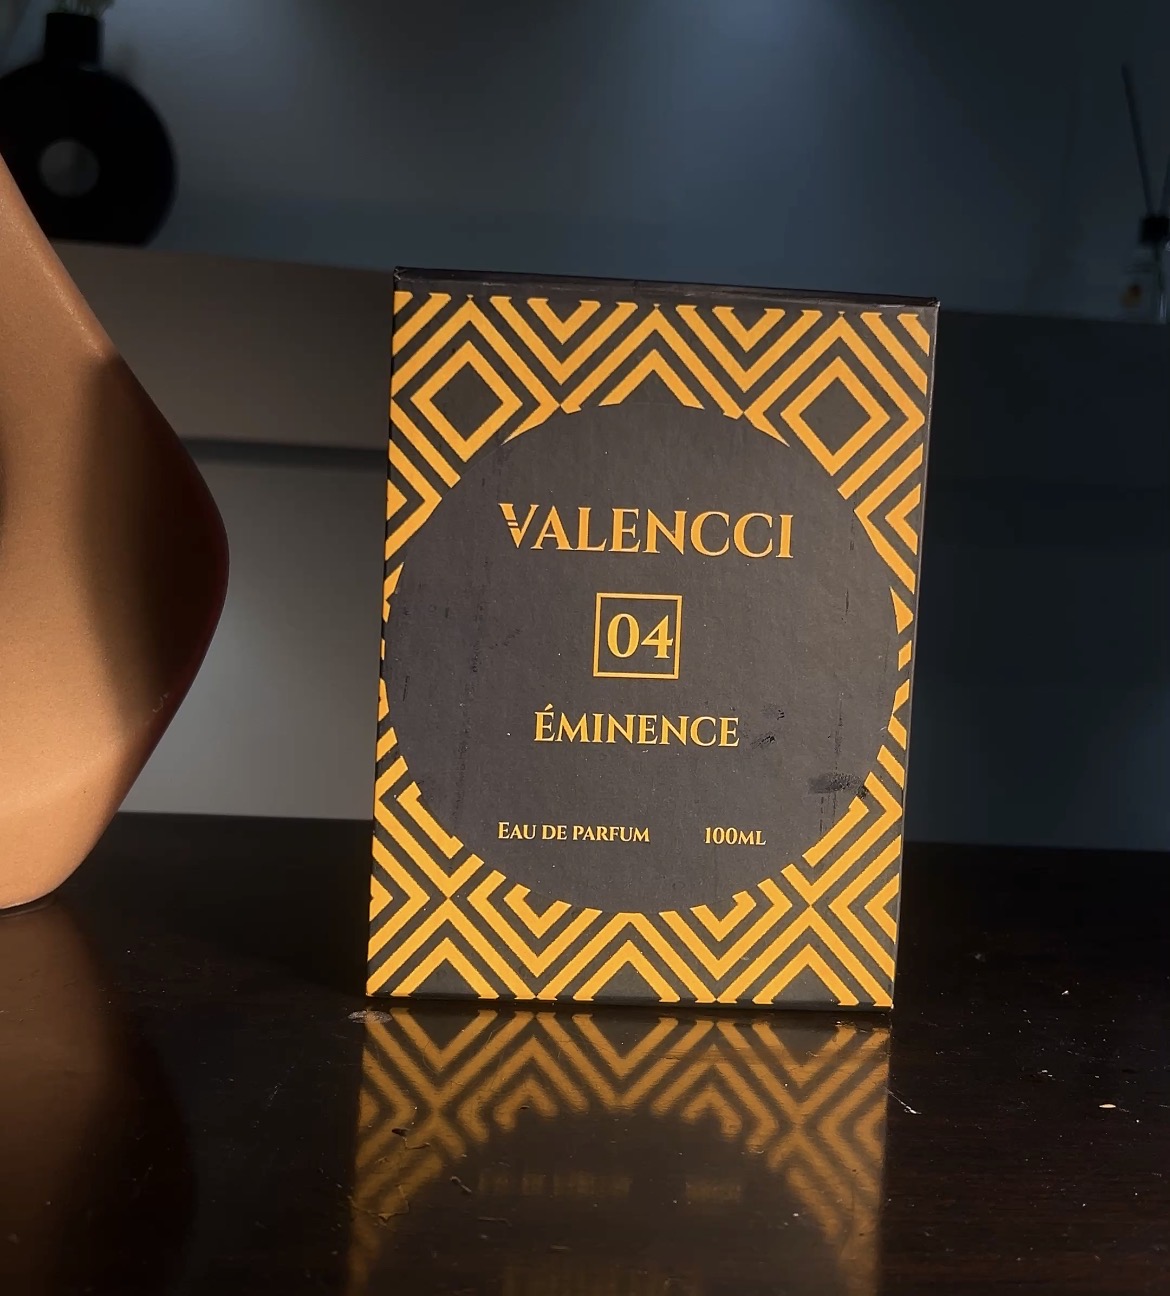 VALENCCI
04
ÉMINENCE
EAU DE PARFUM 100ML